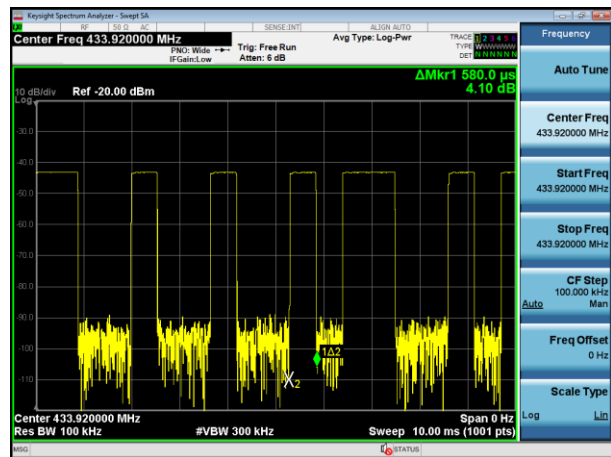 Keysight Spectrum Analyzer - Swept SA
RF 50 Ω AC SENSE:INT ALIGN AUTO
Center Freq 433.920000 MHz
PNO: Wide
IFGain:Low
Trig: Free Run
Atten: 6 dB
Avg Type: Log-Pwr
TRACE 1 2 3 4 5 6
TYPE WWWWWW
DET N N N N N N
ΔMkr1 580.0 µs
4.10 dB
10 dB/div Ref -20.00 dBm
Log
-30.0
-40.0
-50.0
-60.0
-70.0
-80.0
-90.0
-100
-110
1Δ2
2
Center 433.920000 MHz Span 0 Hz
Res BW 100 kHz #VBW 300 kHz Sweep 10.00 ms (1001 pts)
MSG STATUS
Frequency
Auto Tune
Center Freq
433.920000 MHz
Start Freq
433.920000 MHz
Stop Freq
433.920000 MHz
CF Step
100.000 kHz
Auto Man
Freq Offset
0 Hz
Scale Type
Log Lin